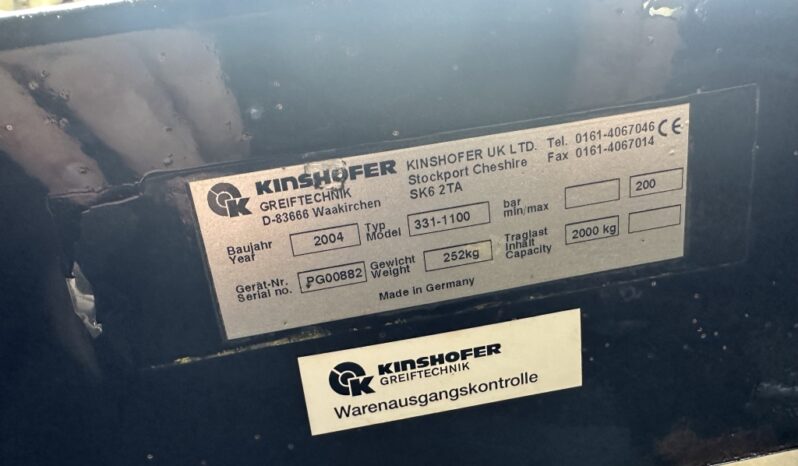 KINSHOFER
GREIFTECHNIK
D-83666 Waakirchen
KINSHOFER UK LTD.
Stockport Cheshire
SK6 2TA
Tel. 0161-4067046
Fax 0161-4067014
CE
Baujahr
Year
2004
Typ
Model
331-1100
bar
min/max
200
Gerät-Nr.
Serial no.
PG00882
Gewicht
Weight
252kg
Traglast
Inhalt
Capacity
2000 kg
Made in Germany
KINSHOFER
GREIFTECHNIK
Warenausgangskontrolle